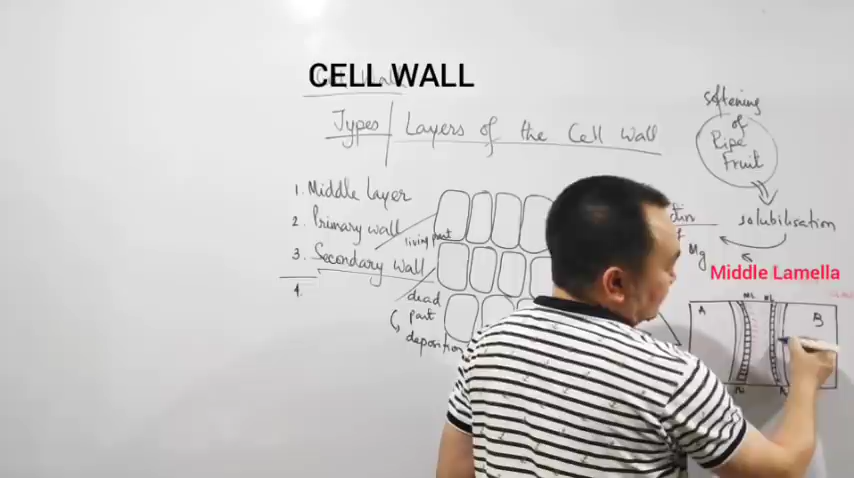 CELL WALL
Types
Layers of the Cell Wall
1. Middle Layer
2. Primary wall
3. Secondary Wall
4.
living part
dead
part
deposition
softening
of
Ripe
Fruit
solubilisation
Mg
Middle Lamella
A
B